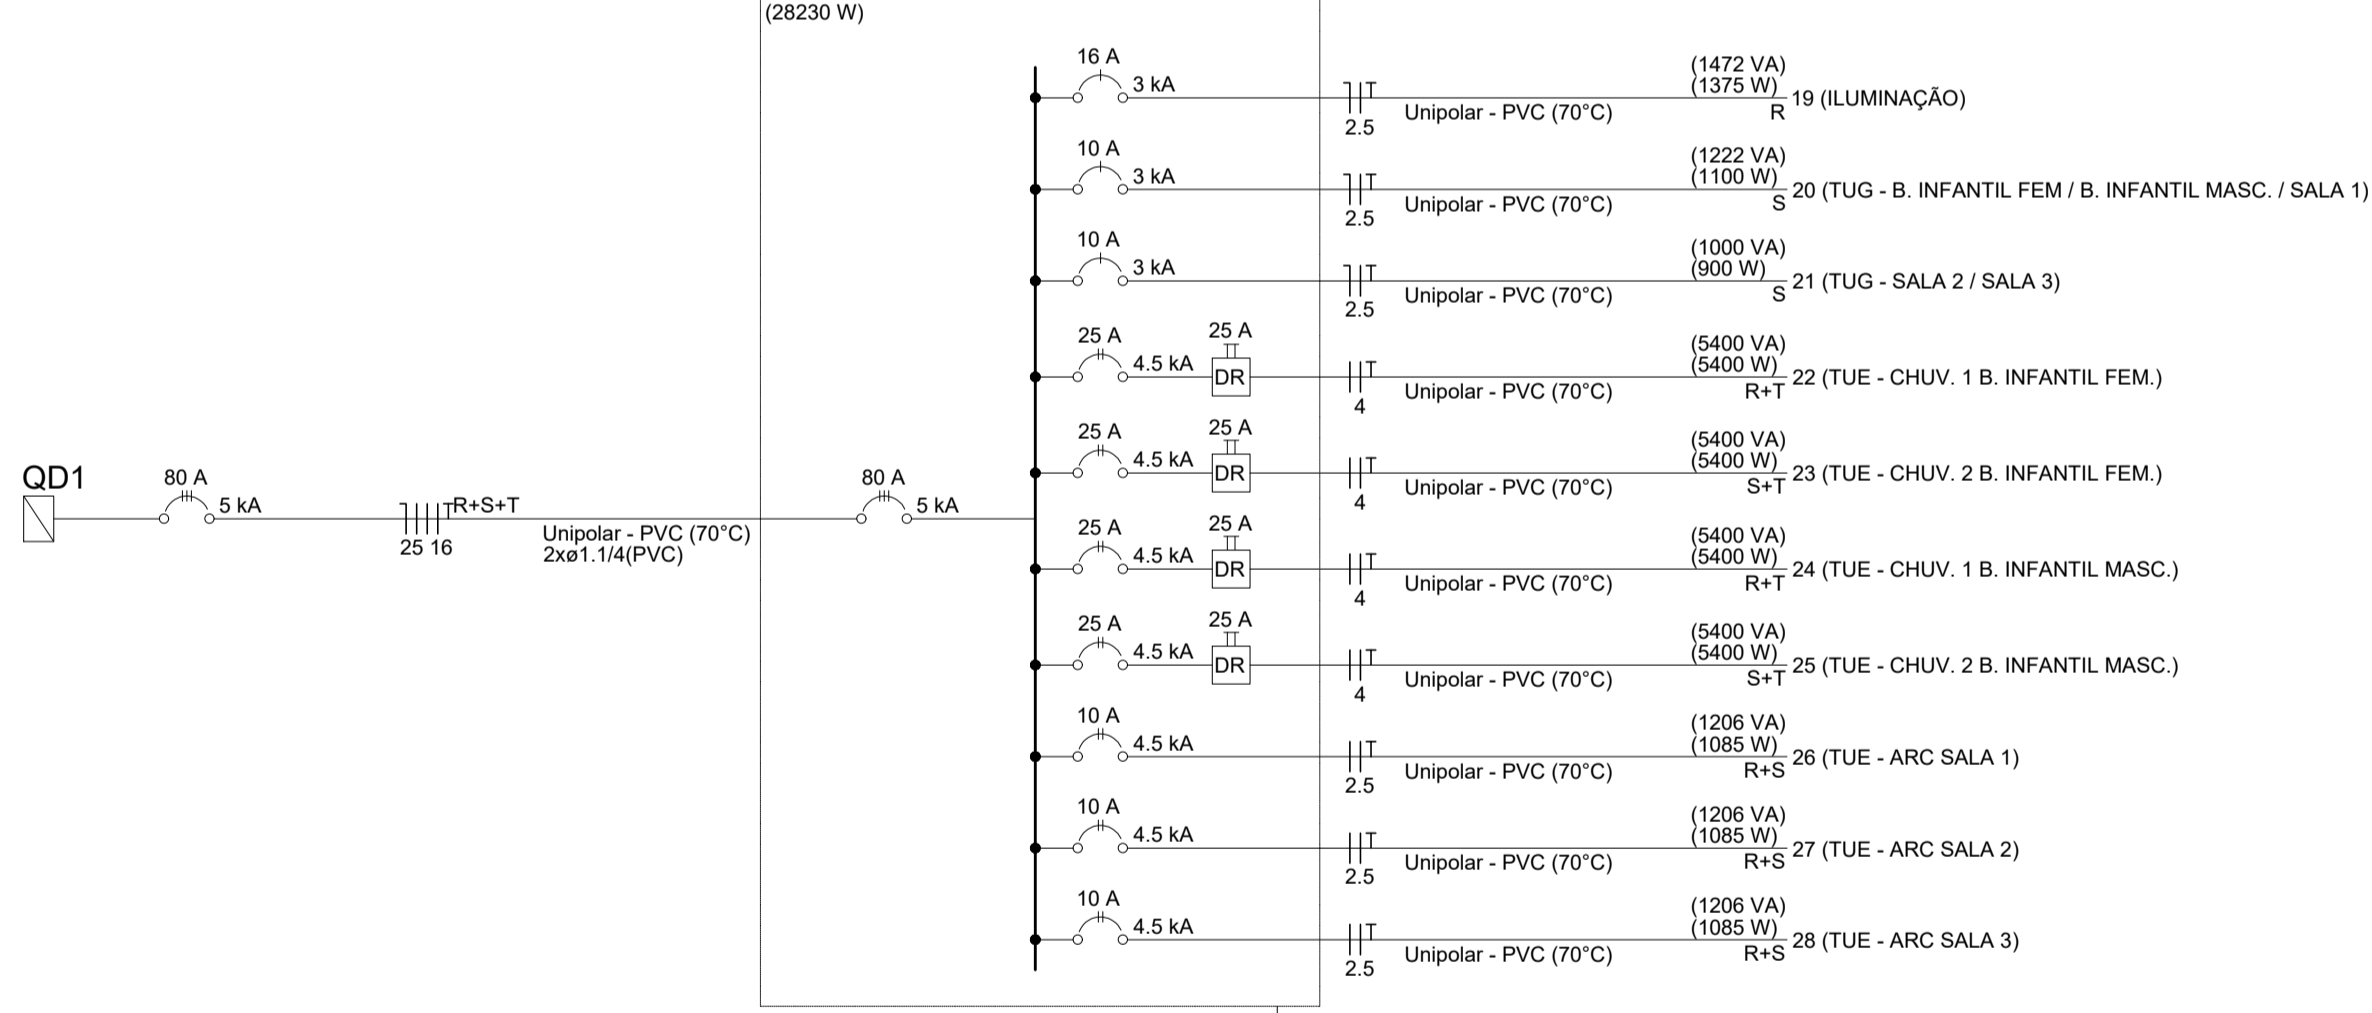 (28230 W)
QD1
80 A
5 kA
R+S+T
25 16
Unipolar - PVC (70°C)
2xø1.1/4(PVC)
80 A
5 kA
16 A
3 kA
T
2.5
Unipolar - PVC (70°C)
(1472 VA)
(1375 W)
R
19 (ILUMINAÇÃO)
10 A
3 kA
T
2.5
Unipolar - PVC (70°C)
(1222 VA)
(1100 W)
S
20 (TUG - B. INFANTIL FEM / B. INFANTIL MASC. / SALA 1)
10 A
3 kA
T
2.5
Unipolar - PVC (70°C)
(1000 VA)
(900 W)
S
21 (TUG - SALA 2 / SALA 3)
25 A
4.5 kA
25 A
DR
T
4
Unipolar - PVC (70°C)
(5400 VA)
(5400 W)
R+T
22 (TUE - CHUV. 1 B. INFANTIL FEM.)
25 A
4.5 kA
25 A
DR
T
4
Unipolar - PVC (70°C)
(5400 VA)
(5400 W)
S+T
23 (TUE - CHUV. 2 B. INFANTIL FEM.)
25 A
4.5 kA
25 A
DR
T
4
Unipolar - PVC (70°C)
(5400 VA)
(5400 W)
R+T
24 (TUE - CHUV. 1 B. INFANTIL MASC.)
25 A
4.5 kA
25 A
DR
T
4
Unipolar - PVC (70°C)
(5400 VA)
(5400 W)
S+T
25 (TUE - CHUV. 2 B. INFANTIL MASC.)
10 A
4.5 kA
T
2.5
Unipolar - PVC (70°C)
(1206 VA)
(1085 W)
R+S
26 (TUE - ARC SALA 1)
10 A
4.5 kA
T
2.5
Unipolar - PVC (70°C)
(1206 VA)
(1085 W)
R+S
27 (TUE - ARC SALA 2)
10 A
4.5 kA
T
2.5
Unipolar - PVC (70°C)
(1206 VA)
(1085 W)
R+S
28 (TUE - ARC SALA 3)